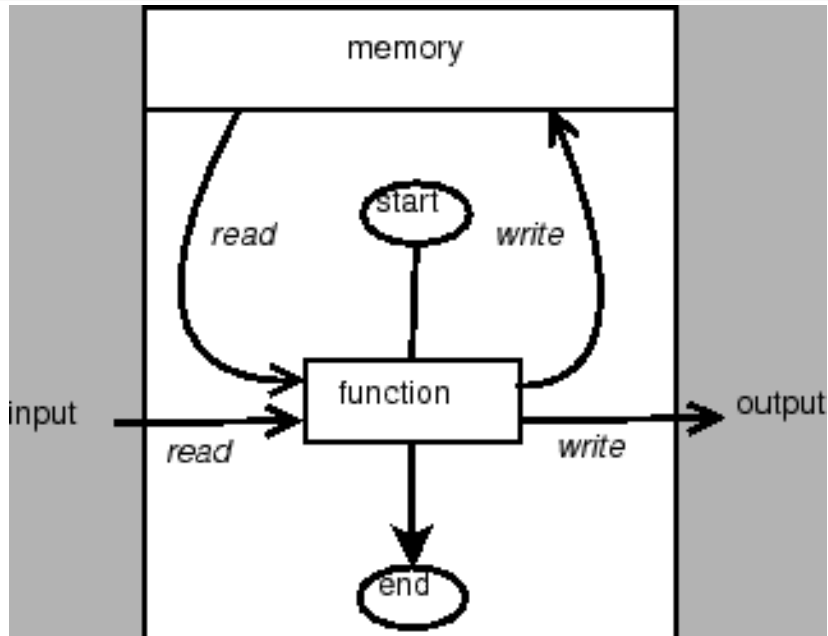 memory
start
read
write
function
input
output
read
write
end